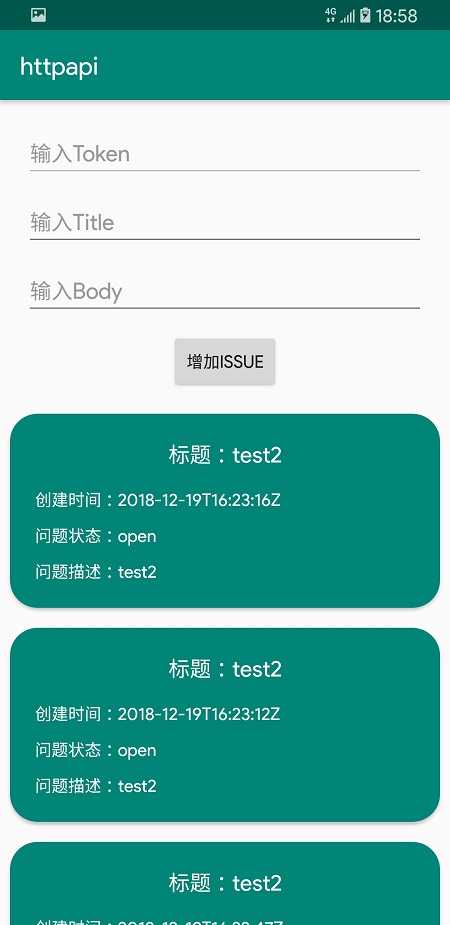 4G 18:58
httpapi
输入Token
输入Title
输入Body
增加ISSUE
标题：test2
创建时间：2018-12-19T16:23:16Z
问题状态：open
问题描述：test2
标题：test2
创建时间：2018-12-19T16:23:12Z
问题状态：open
问题描述：test2
标题：test2